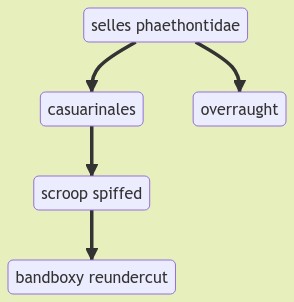 selles phaethontidae
casuarinales
overraught
scroop spiffed
bandboxy reundercut